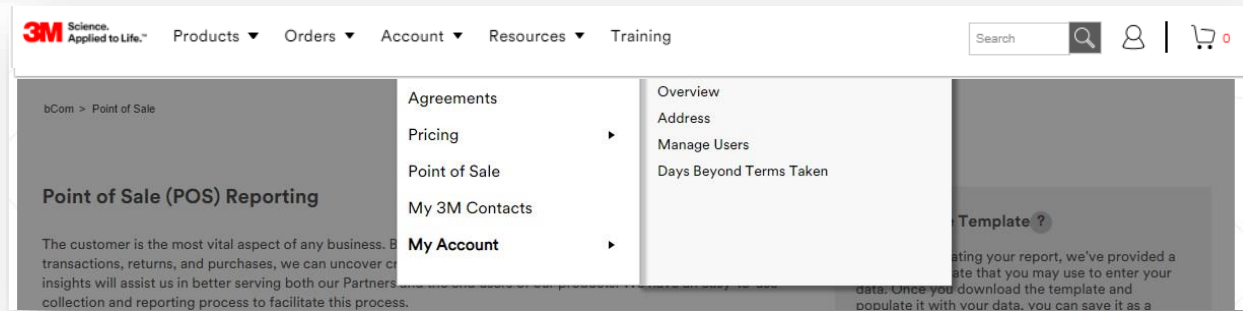 3M Science.
Applied to Life.™
Products ▼ Orders ▼ Account ▼ Resources ▼ Training
Search
0
bCom > Point of Sale
Agreements
Pricing
Point of Sale
My 3M Contacts
My Account
Overview
Address
Manage Users
Days Beyond Terms Taken
Point of Sale (POS) Reporting
The customer is the most vital aspect of any business. B
transactions, returns, and purchases, we can uncover cr
insights will assist us in better serving both our Partners
collection and reporting process to facilitate this process.
Template ?
ating your report, we've provided a
ate that you may use to enter your
data. Once you download the template and
populate it with your data, you can save it as a